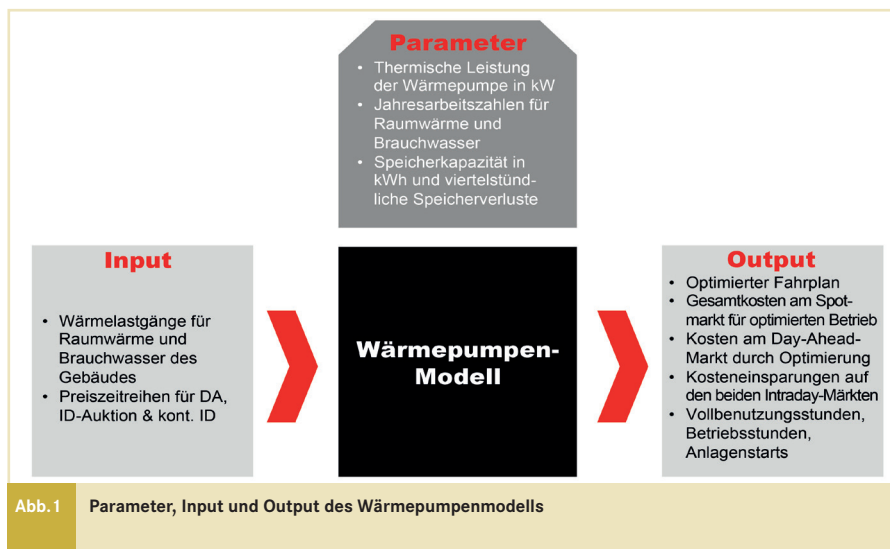 Parameter
• Thermische Leistung
der Wärmepumpe in kW
• Jahresarbeitszahlen für
Raumwärme und
Brauchwasser
• Speicherkapazität in
kWh und viertelstünd-
liche Speicherverluste
Input
• Wärmelastgänge für
Raumwärme und
Brauchwasser des
Gebäudes
• Preiszeitreihen für DA,
ID-Auktion & kont. ID
Wärmepumpen-
Modell
Output
• Optimierter Fahrplan
• Gesamtkosten am Spot-
markt für optimierten Betrieb
• Kosten am Day-Ahead-
Markt durch Optimierung
• Kosteneinsparungen auf
den beiden Intraday-Märkten
• Vollbenutzungsstunden,
Betriebsstunden,
Anlagenstarts
Abb.1 Parameter, Input und Output des Wärmepumpenmodells